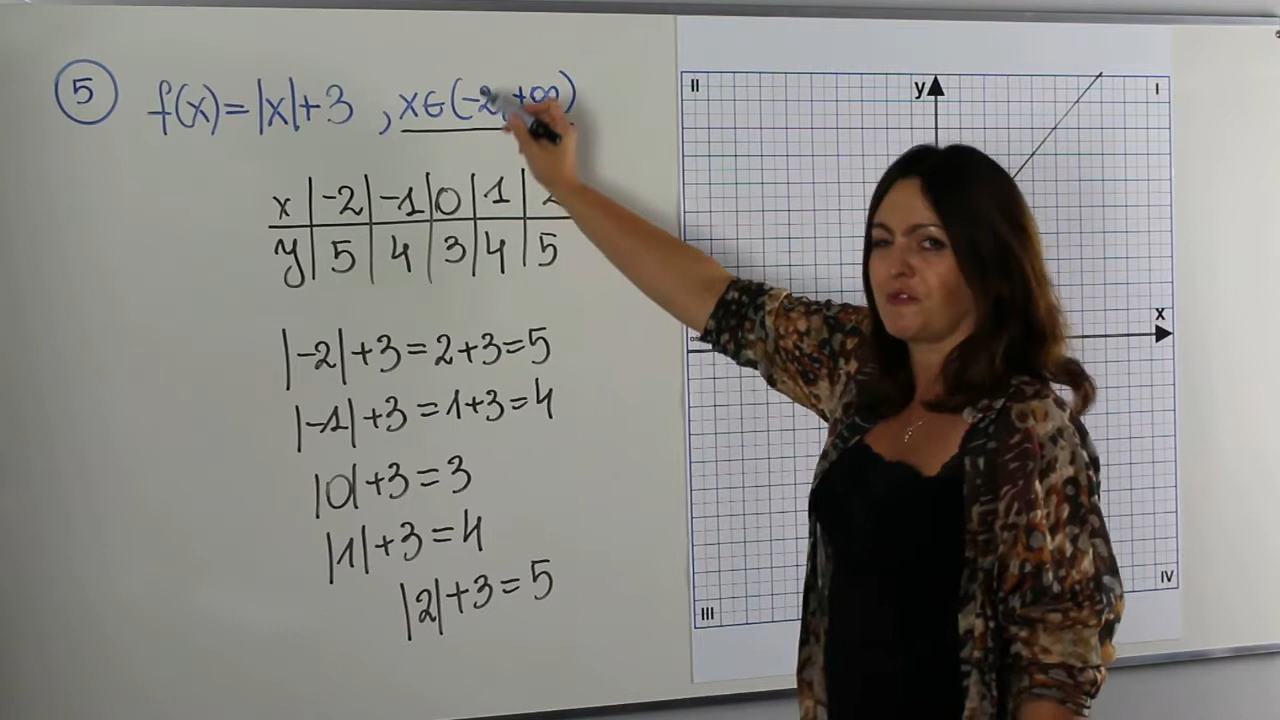 5 f(x)=|x|+3 , x∈(-2,+∞)
x | -2 | -1 | 0 | 1 |
y | 5 | 4 | 3 | 4 | 5
|-2|+3=2+3=5
|-1|+3=1+3=4
|0|+3=3
|1|+3=4
|2|+3=5
II y I
x
III IV